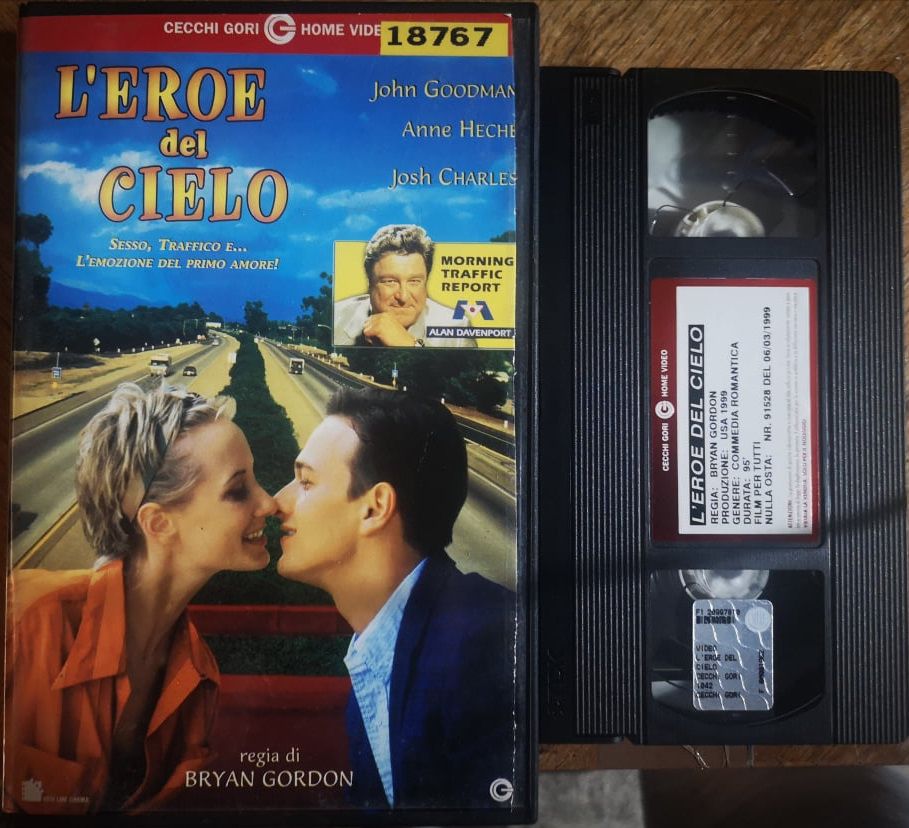 CECCHI GORI G HOME VIDE
18767
L'EROE
del
CIELO
John GOODMAN
Anne HECHE
Josh CHARLES
SESSO, TRAFFICO E...
L'EMOZIONE DEL PRIMO AMORE!
MORNING
TRAFFIC
REPORT
ALAN DAVENPORT
regia di
BRYAN GORDON
CECCHI GORI G HOME VIDEO
L'EROE DEL CIELO
REGIA: BRYAN GORDON
PRODUZIONE: USA 1999
GENERE: COMMEDIA ROMANTICA
DURATA: 95'
FILM PER TUTTI
NULLA OSTA: NR. 91528 DEL 06/03/1999
ATTENZIONE:
VIDEO
L'EROE DEL
CIELO
CECCHI GORI
1042
CECCHI GORI